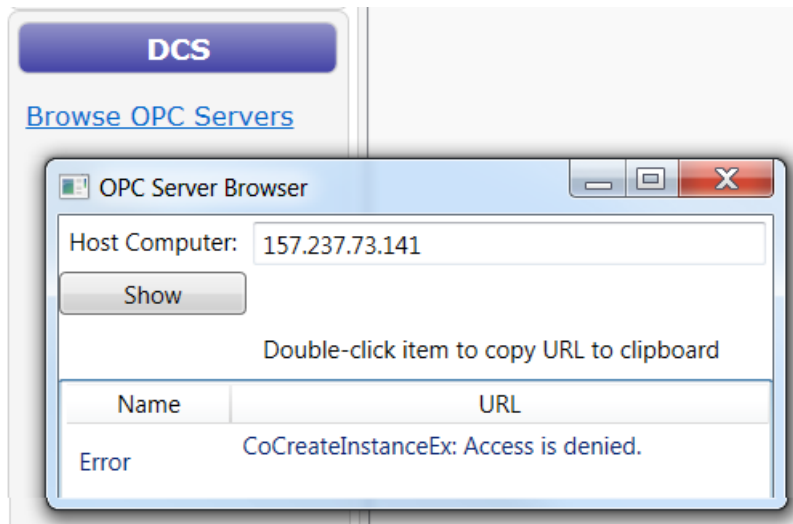 DCS
Browse OPC Servers
OPC Server Browser
Host Computer: 157.237.73.141
Show
Double-click item to copy URL to clipboard
Name URL
Error CoCreateInstanceEx: Access is denied.